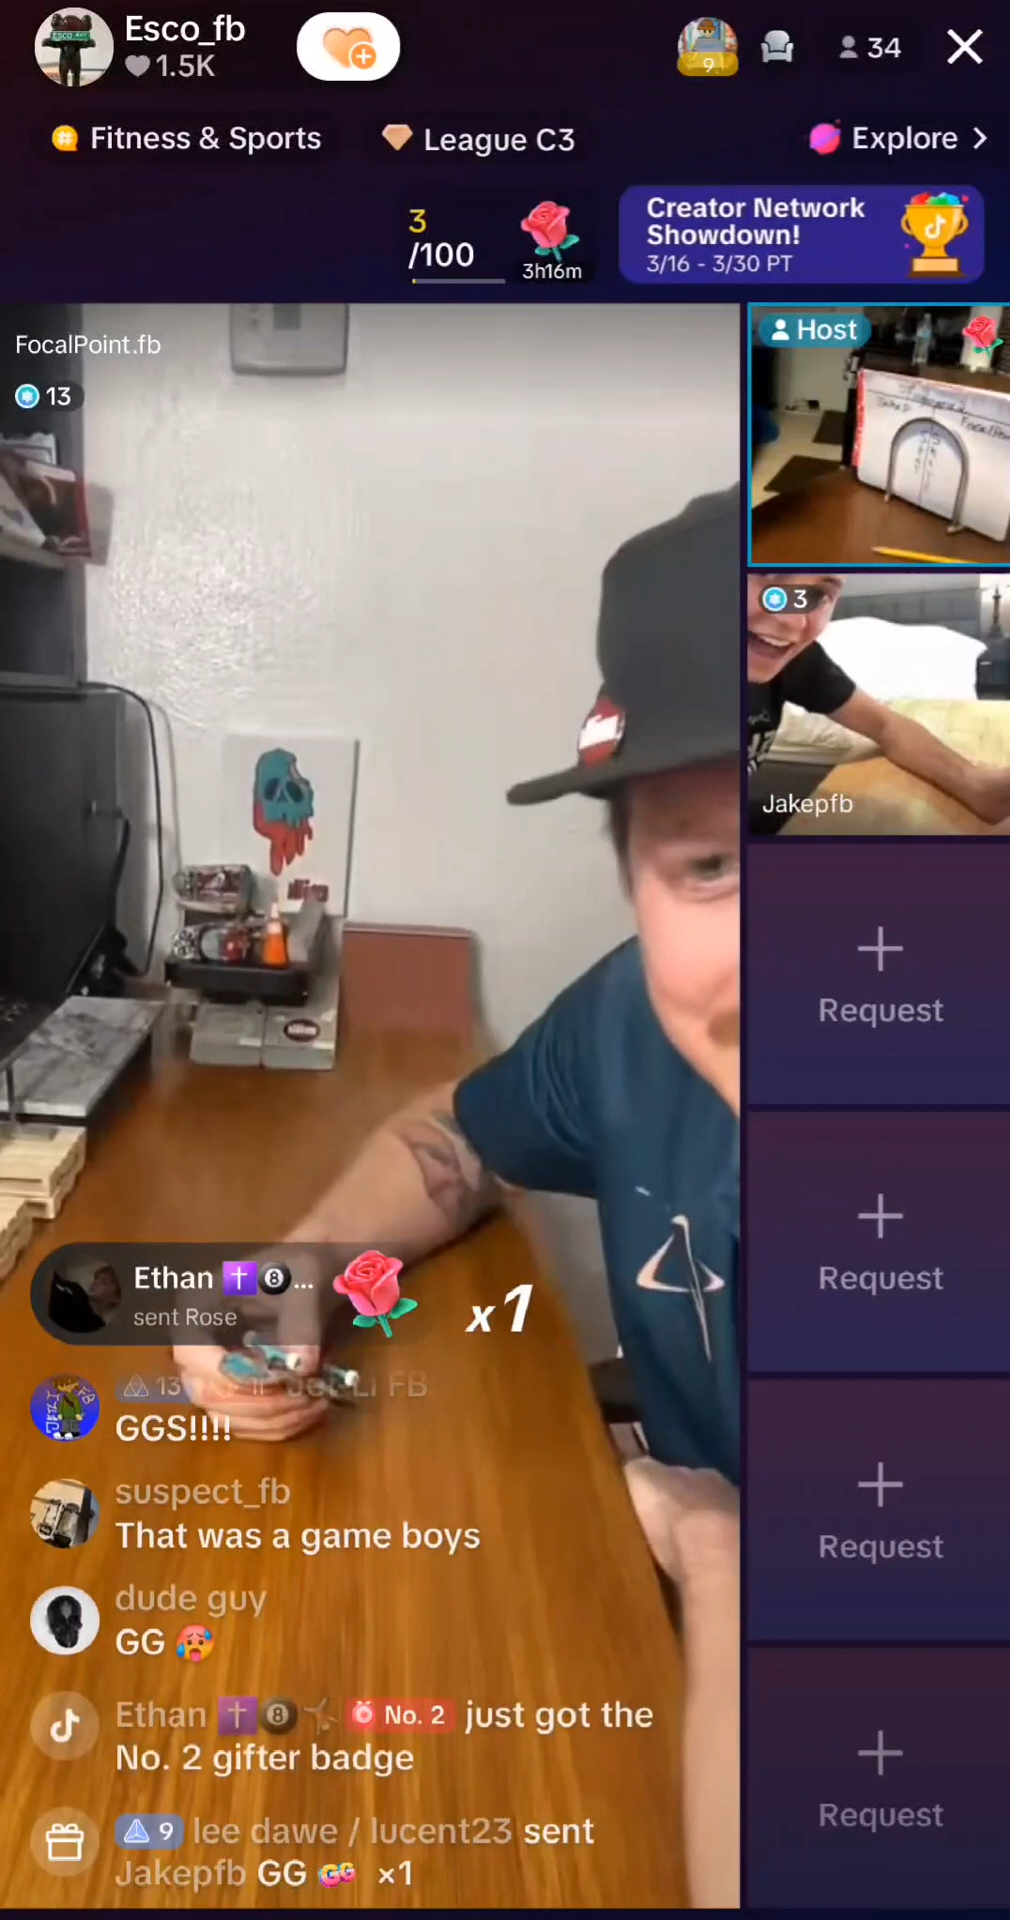 Esco_fb
1.5K
9
34
Fitness & Sports
League C3
Explore
3
/100
3h16m
Creator Network
Showdown!
3/16 - 3/30 PT
FocalPoint.fb
13
Host
3
Jakepfb
Request
Request
Request
Request
Ethan ✝️🎱...
sent Rose
x1
13
FB
GGS!!!!
suspect_fb
That was a game boys
dude guy
GG 🥵
Ethan ✝️🎱 No. 2 just got the
No. 2 gifter badge
9 lee dawe / lucent23 sent
Jakepfb GG GG x1